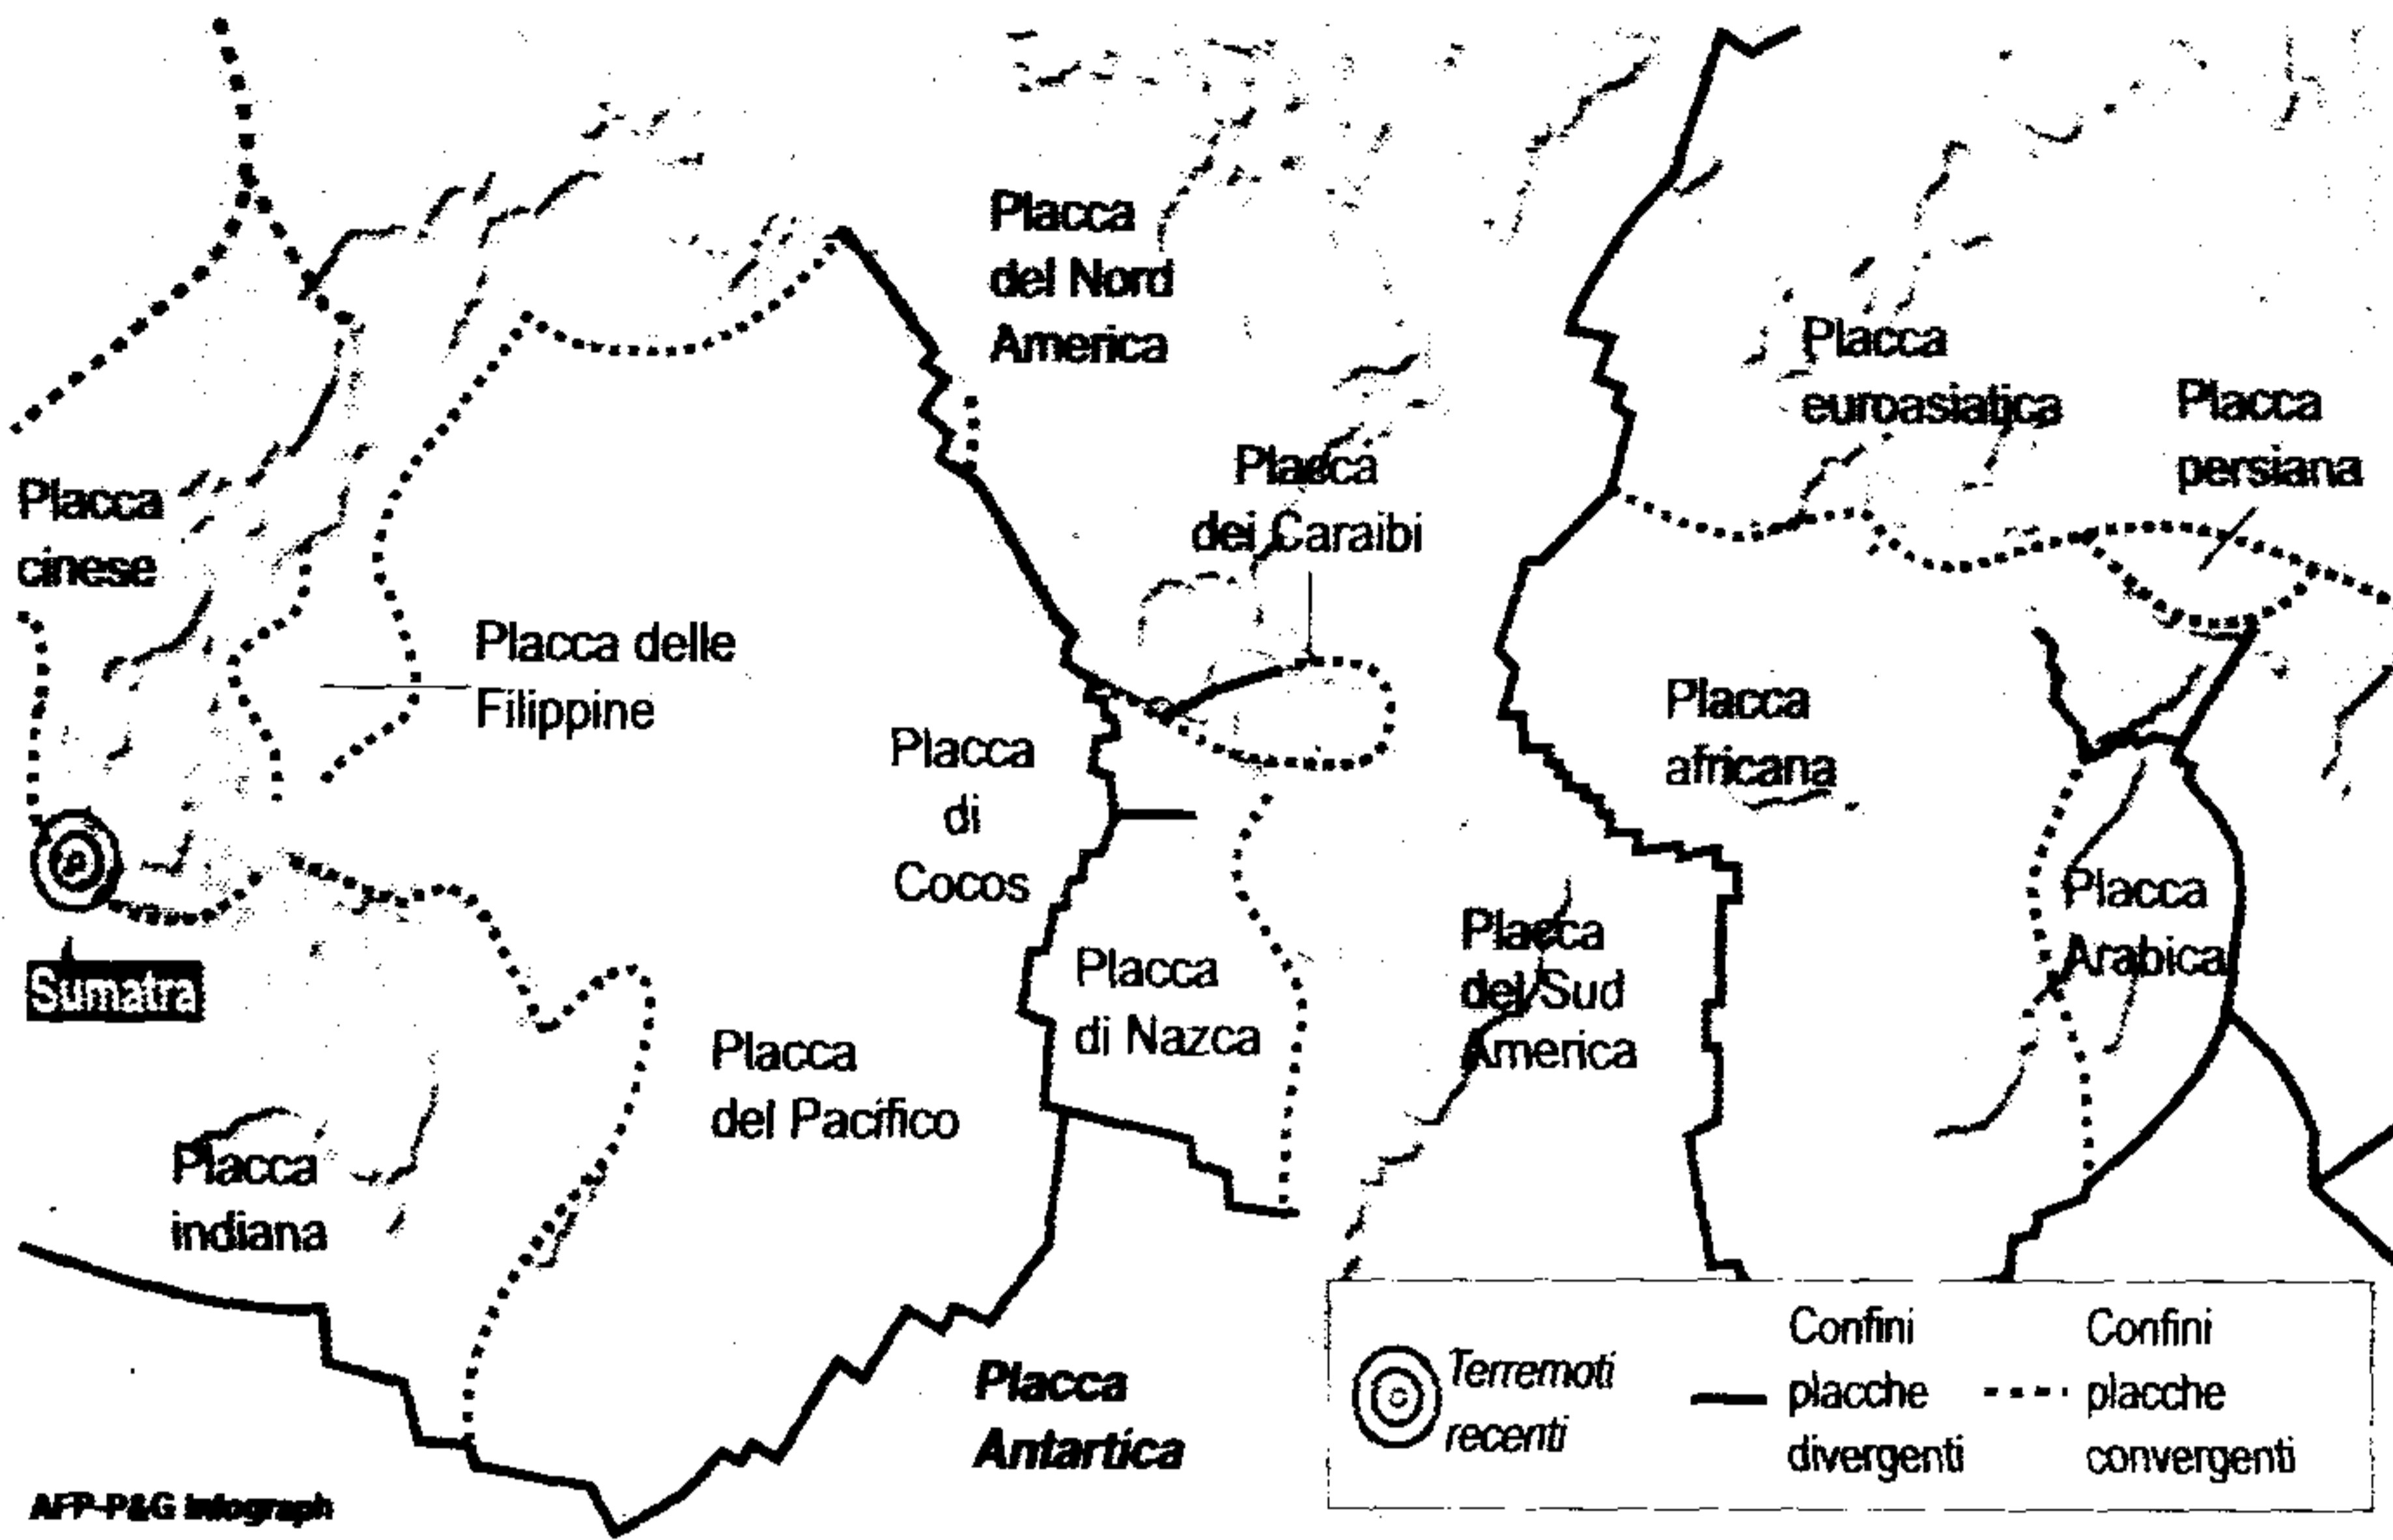 Placca
del Nord
America
Placca
euroasiatica
Placca
persiana
Placca
cinese
Placca
dei Caraibi
Placca delle
Filippine
Placca
di
Cocos
Placca
africana
Placca
Arabica
Sumatra
Placca
di Nazca
Placca
del Sud
America
Placca
del Pacifico
Placca
indiana
Placca
Antartica
Terremoti
recenti
Confini
placche
divergenti
Confini
placche
convergenti
AFP-P&G Infograph